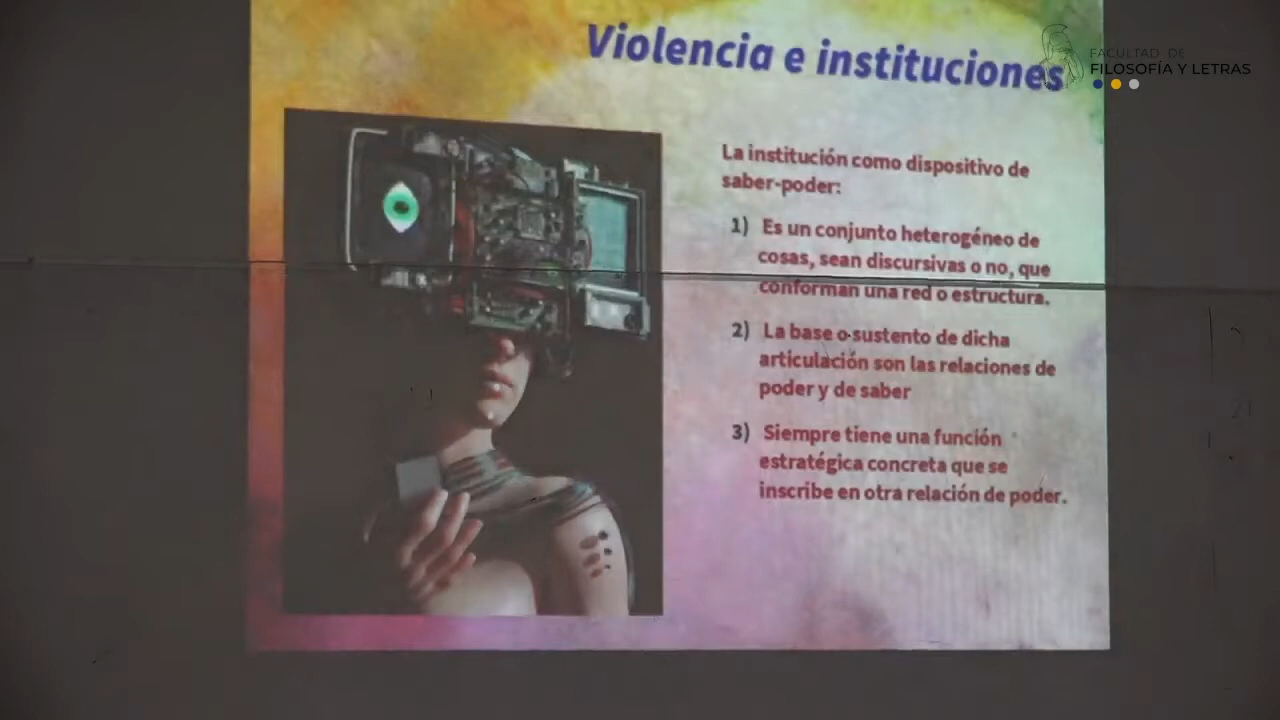 Violencia e instituciones
FACULTAD DE
FILOSOFÍA Y LETRAS
La institución como dispositivo de
saber-poder:
1) Es un conjunto heterogéneo de
cosas, sean discursivas o no, que
conforman una red o estructura.
2) La base o sustento de dicha
articulación son las relaciones de
poder y de saber
3) Siempre tiene una función
estratégica concreta que se
inscribe en otra relación de poder.